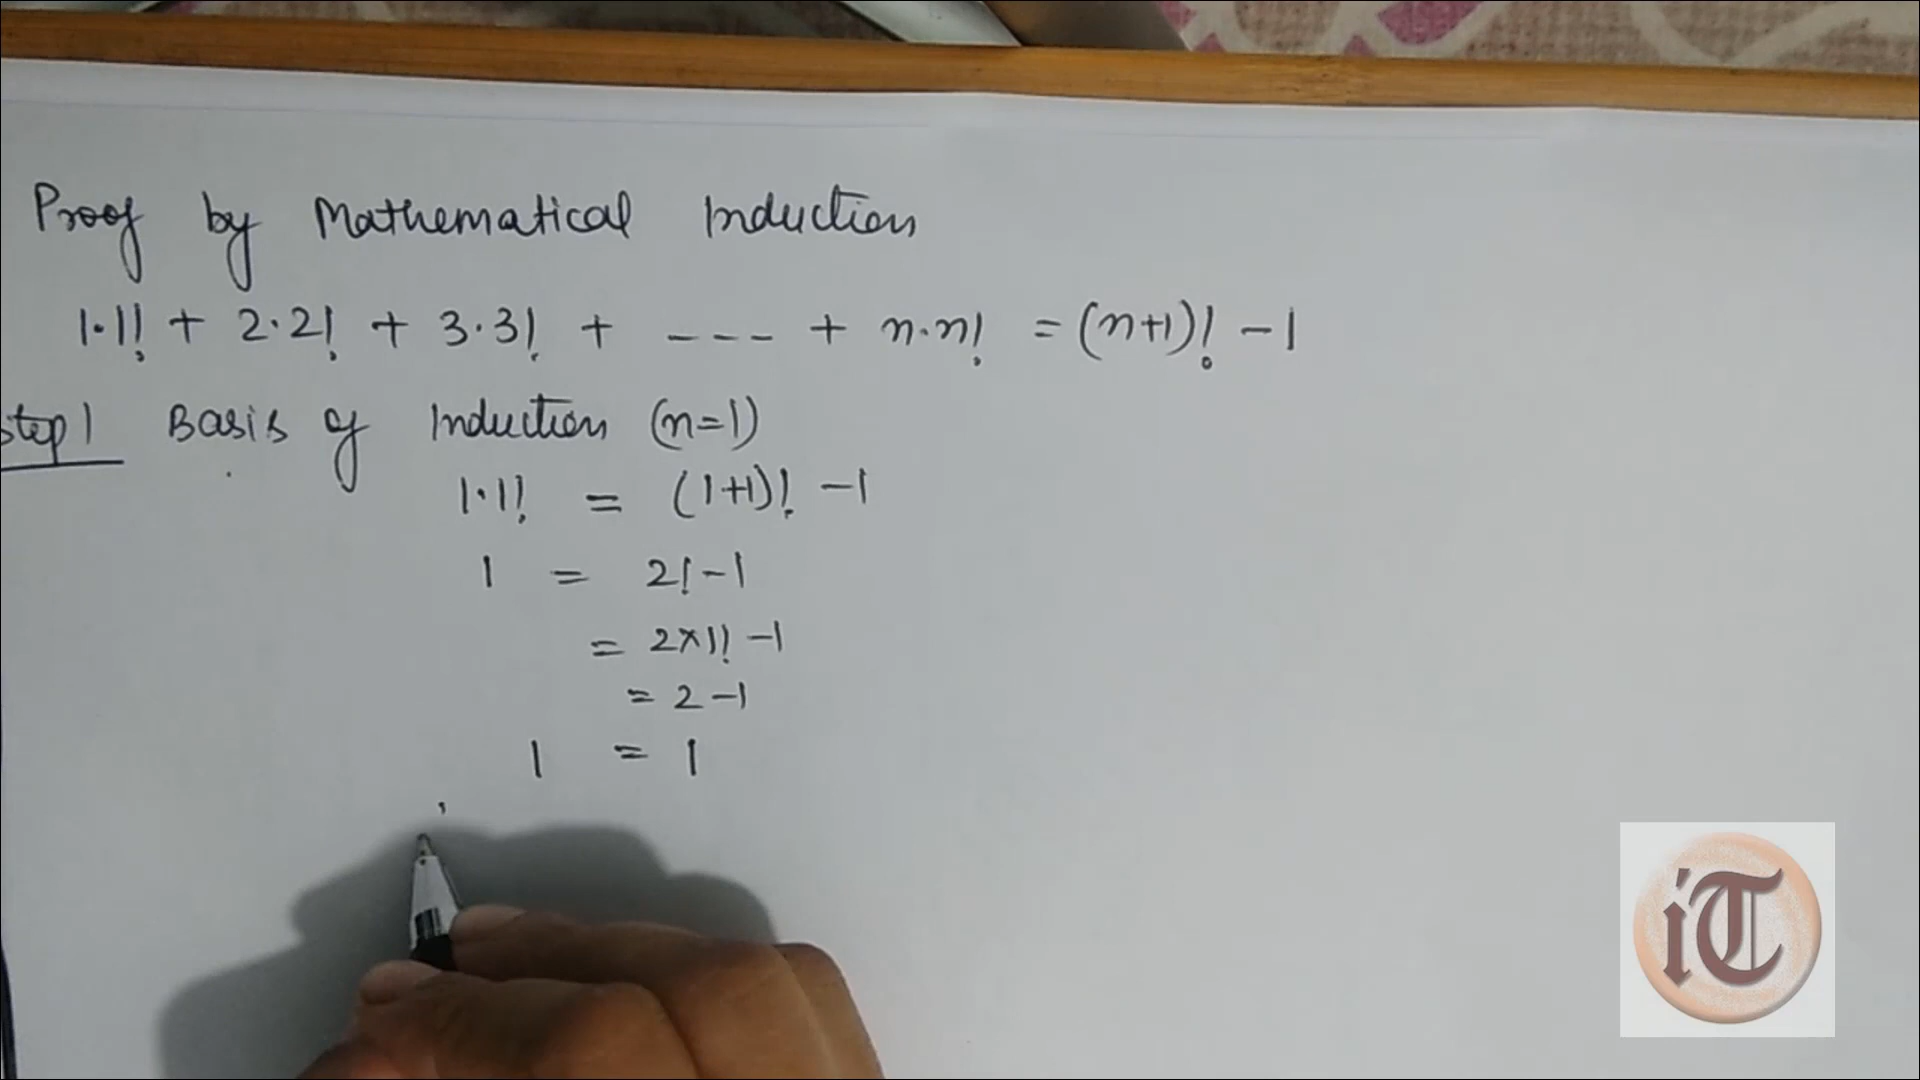 Proof by Mathematical Induction
1·1! + 2·2! + 3·3! + ---- + n·n! = (n+1)! - 1
Step 1 Basis of Induction (n=1)
1·1! = (1+1)! - 1
1 = 2! - 1
= 2×1! - 1
= 2 - 1
1 = 1
iT